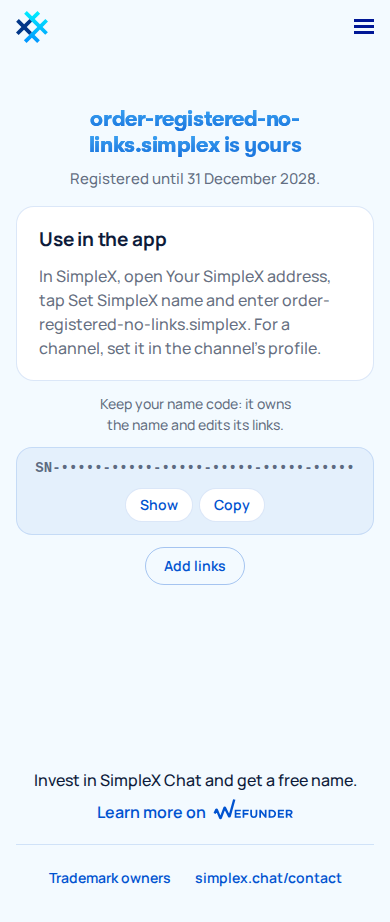 order-registered-no-
links.simplex is yours
Registered until 31 December 2028.
Use in the app
In SimpleX, open Your SimpleX address,
tap Set SimpleX name and enter order-
registered-no-links.simplex. For a
channel, set it in the channel's profile.
Keep your name code: it owns
the name and edits its links.
SN-•••••-•••••-•••••-•••••-•••••-•••••
Show Copy
Add links
Invest in SimpleX Chat and get a free name.
Learn more on WEFUNDER
Trademark owners simplex.chat/contact